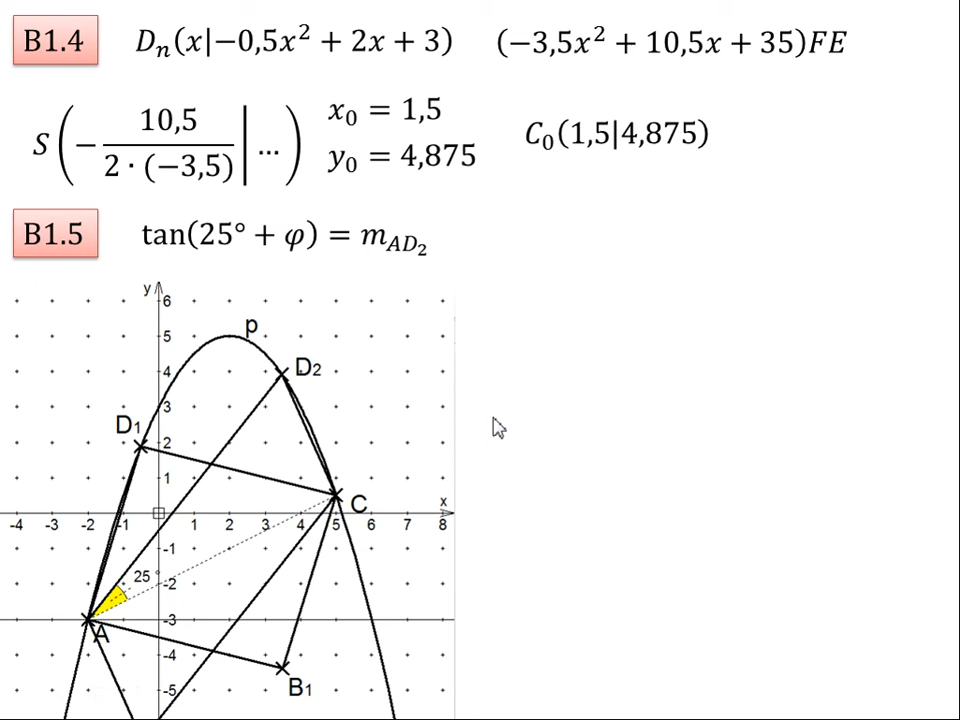 B1.4 Dₙ(x|−0,5x² + 2x + 3) (−3,5x² + 10,5x + 35)FE
S(−10,5/(2·(−3,5))|…) x₀ = 1,5
y₀ = 4,875
C₀(1,5|4,875)
B1.5 tan(25° + φ) = m_AD₂
y 6
p
5
D2
4
3
D1
2
1
C
x
-4 -3 -2 -1 1 2 3 4 5 6 7 8
-1
25 °
-2
-3
A
-4
B1
-5